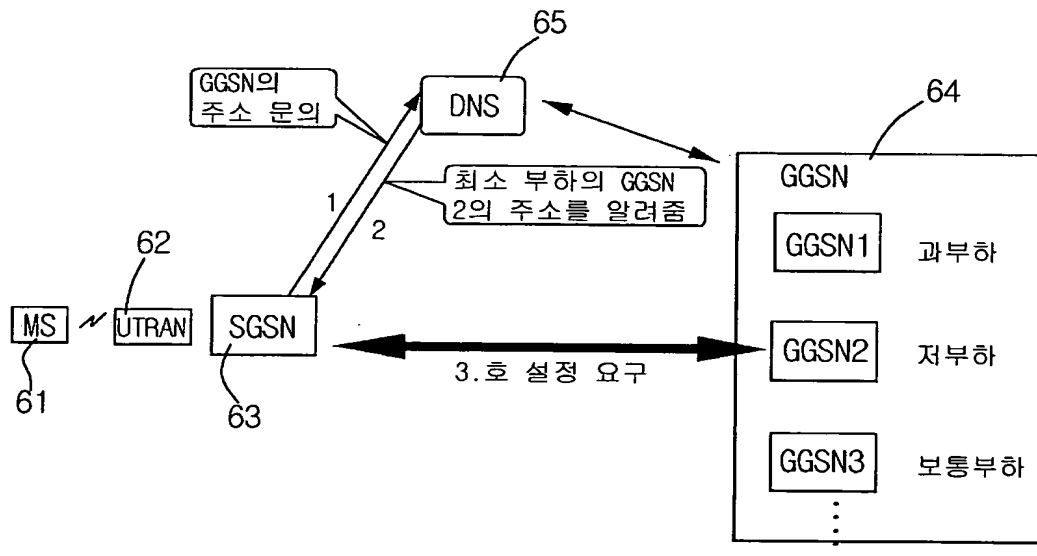 65
GGSN의
주소 문의
DNS
64
최소 부하의 GGSN
2의 주소를 알려줌
1
2
GGSN
GGSN1
과부하
62
MS
UTRAN
SGSN
GGSN2
저부하
3.호 설정 요구
61
63
GGSN3
보통부하